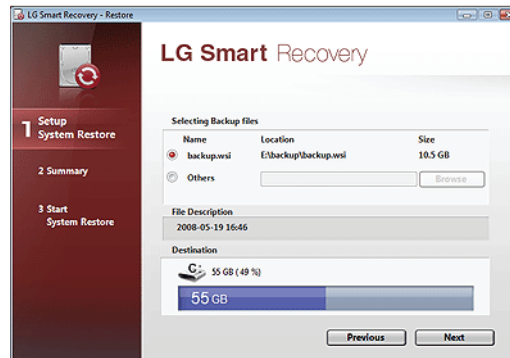 LG Smart Recovery - Restore
LG Smart Recovery
1 Setup
System Restore
2 Summary
3 Start
System Restore
Selecting Backup files
Name Location Size
backup.wsi E:\backup\backup.wsi 10.5 GB
Others Browse
File Description
2008-05-19 16:46
Destination
C: 55 GB (49 %)
55 GB
Previous Next